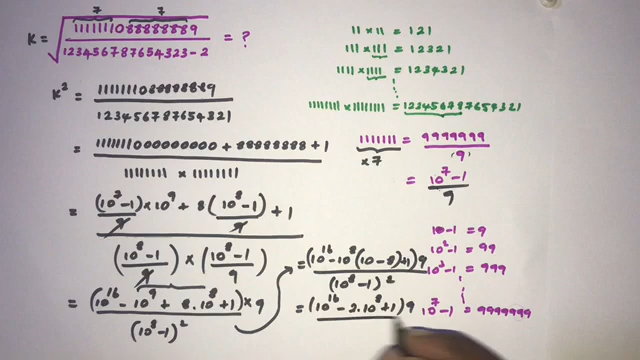 7 7
K = √(1111111088888889 / 123456787654323-2) = ?
K² = 1111111088888889 / 123456787654321
= (1111111000000000 + 88888888 + 1) / (11111111 × 11111111)
= ((10⁷-1)/9 × 10⁹ + 8((10⁸-1)/9) + 1) / (((10⁸-1)/9) × ((10⁸-1)/9))
= (10¹⁶ - 10⁹ + 8.10⁸ + 1) × 9 / (10⁸-1)²
= (10¹⁶ - 10⁸(10-8) + 1) 9 / (10⁸-1)²
= (10¹⁶ - 2.10⁸ + 1) 9
11 × 11 = 121
111 × 111 = 12321
1111 × 1111 = 1234321
11111111 × 11111111 = 123456787654321
1111111 = 9999999 / (9)
×7
= (10⁷-1) / 9
10-1 = 9
10²-1 = 99
10³-1 = 999
10⁷-1 = 9999999